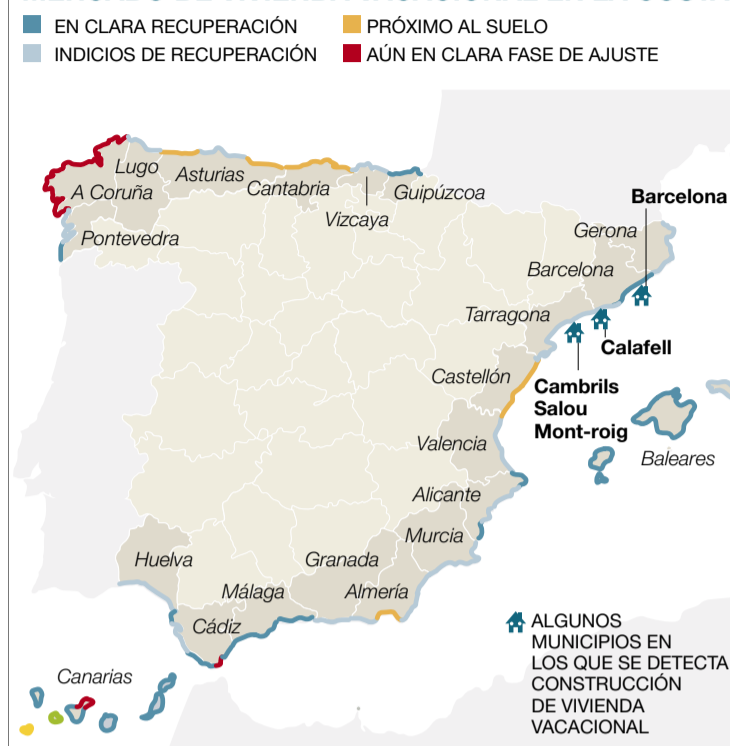 EN CLARA RECUPERACIÓN
PRÓXIMO AL SUELO
INDICIOS DE RECUPERACIÓN
AÚN EN CLARA FASE DE AJUSTE
Lugo
A Coruña
Asturias
Cantabria
Vizcaya
Guipúzcoa
Pontevedra
Barcelona
Gerona
Barcelona
Tarragona
Calafell
Castellón
Cambrils
Salou
Mont-roig
Valencia
Baleares
Alicante
Murcia
Huelva
Granada
Málaga
Almería
Cádiz
Canarias
ALGUNOS
MUNICIPIOS EN
LOS QUE SE DETECTA
CONSTRUCCIÓN
DE VIVIENDA
VACACIONAL